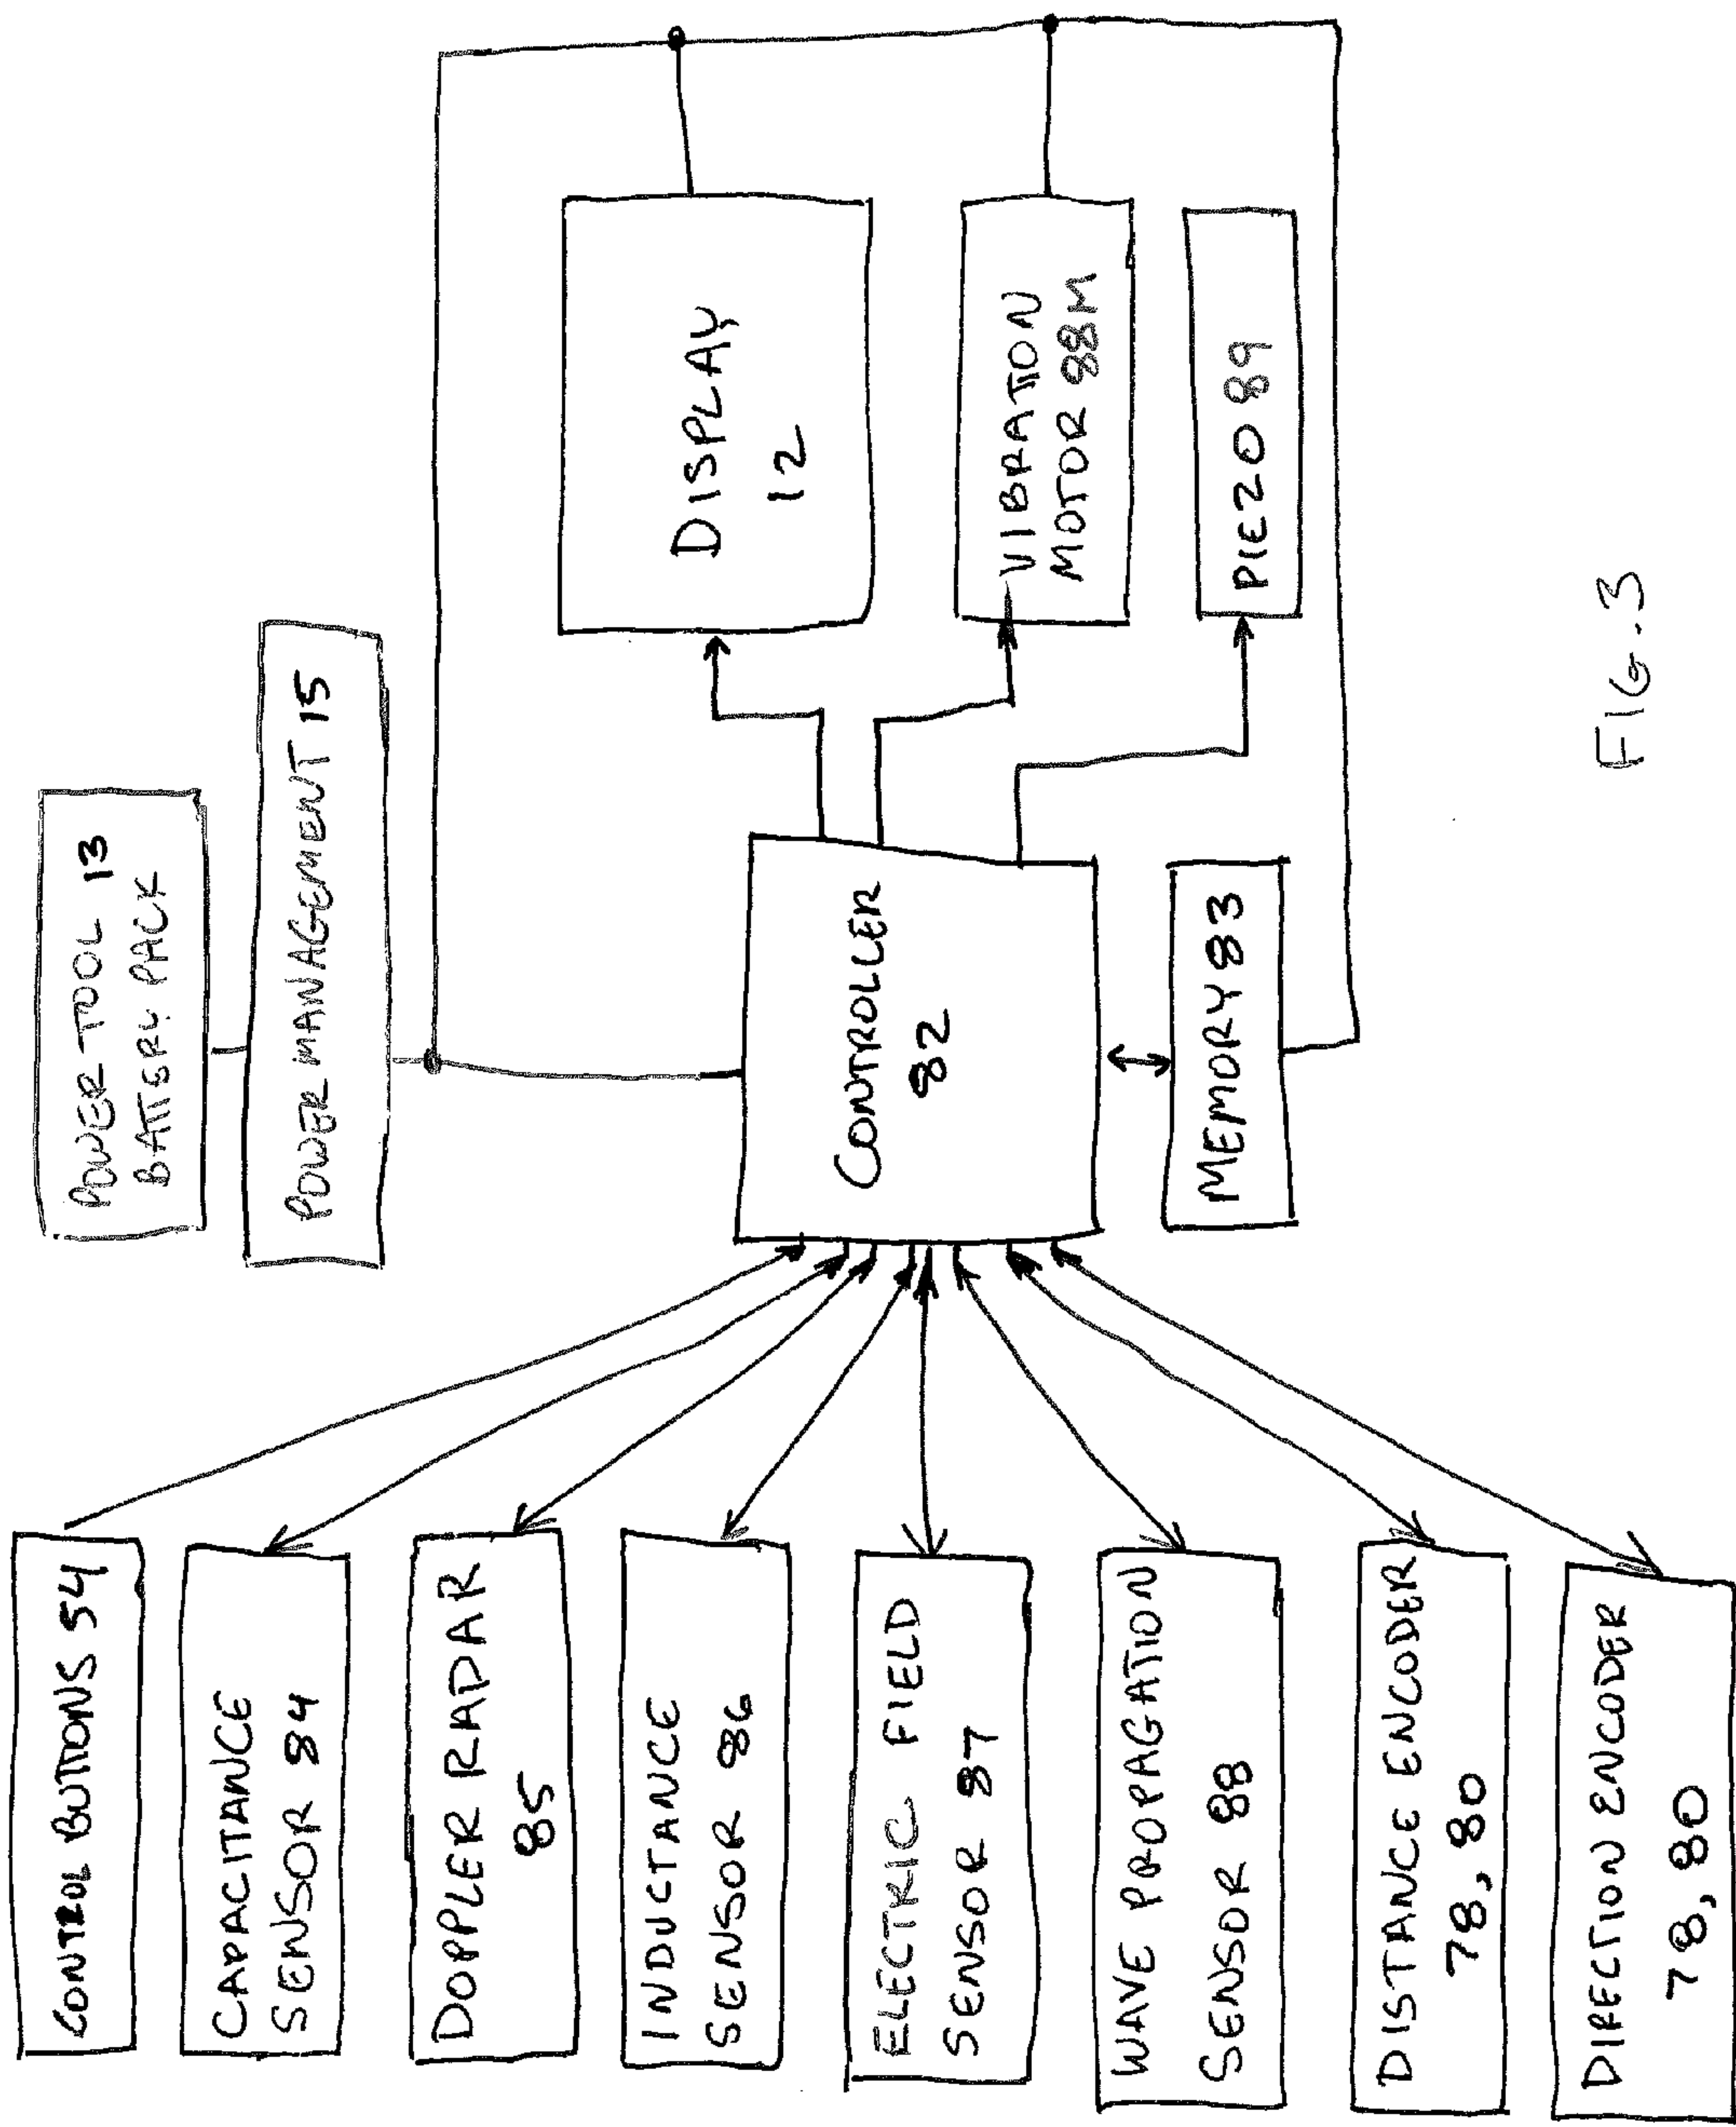 POWER TOOL 13
BATTERY PACK
POWER MANAGEMENT 15
CONTROL BUTTONS 54
CAPACITANCE
SENSOR 84
DOPPLER RADAR
85
INDUCTANCE
SENSOR 86
ELECTRIC FIELD
SENSOR 87
WAVE PROPAGATION
SENSOR 88
DISTANCE ENCODER
78, 80
DIRECTION ENCODER
78, 80
CONTROLLER
82
MEMORY 83
DISPLAY
12
VIBRATION
MOTOR 88M
PIEZO 89
FIG. 3